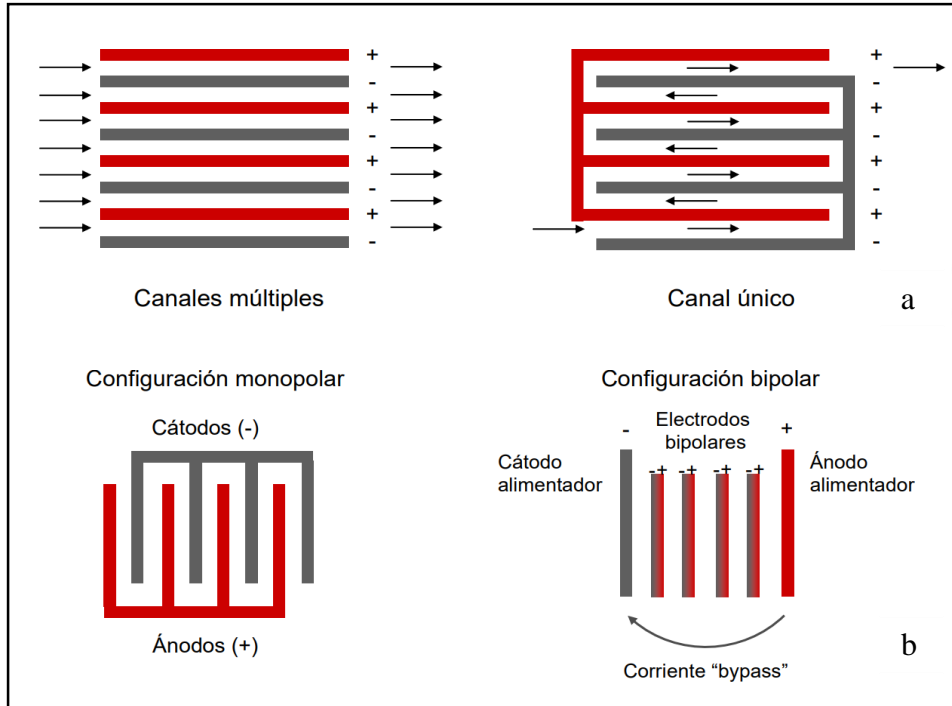 +
-
+
-
+
-
+
-
Canales múltiples
+
-
+
-
+
-
+
-
Canal único
a
Configuración monopolar
Cátodos (-)
Ánodos (+)
Configuración bipolar
Electrodos
bipolares
-
+
Cátodo
alimentador
-+ -+ -+ -+
Ánodo
alimentador
Corriente “bypass”
b